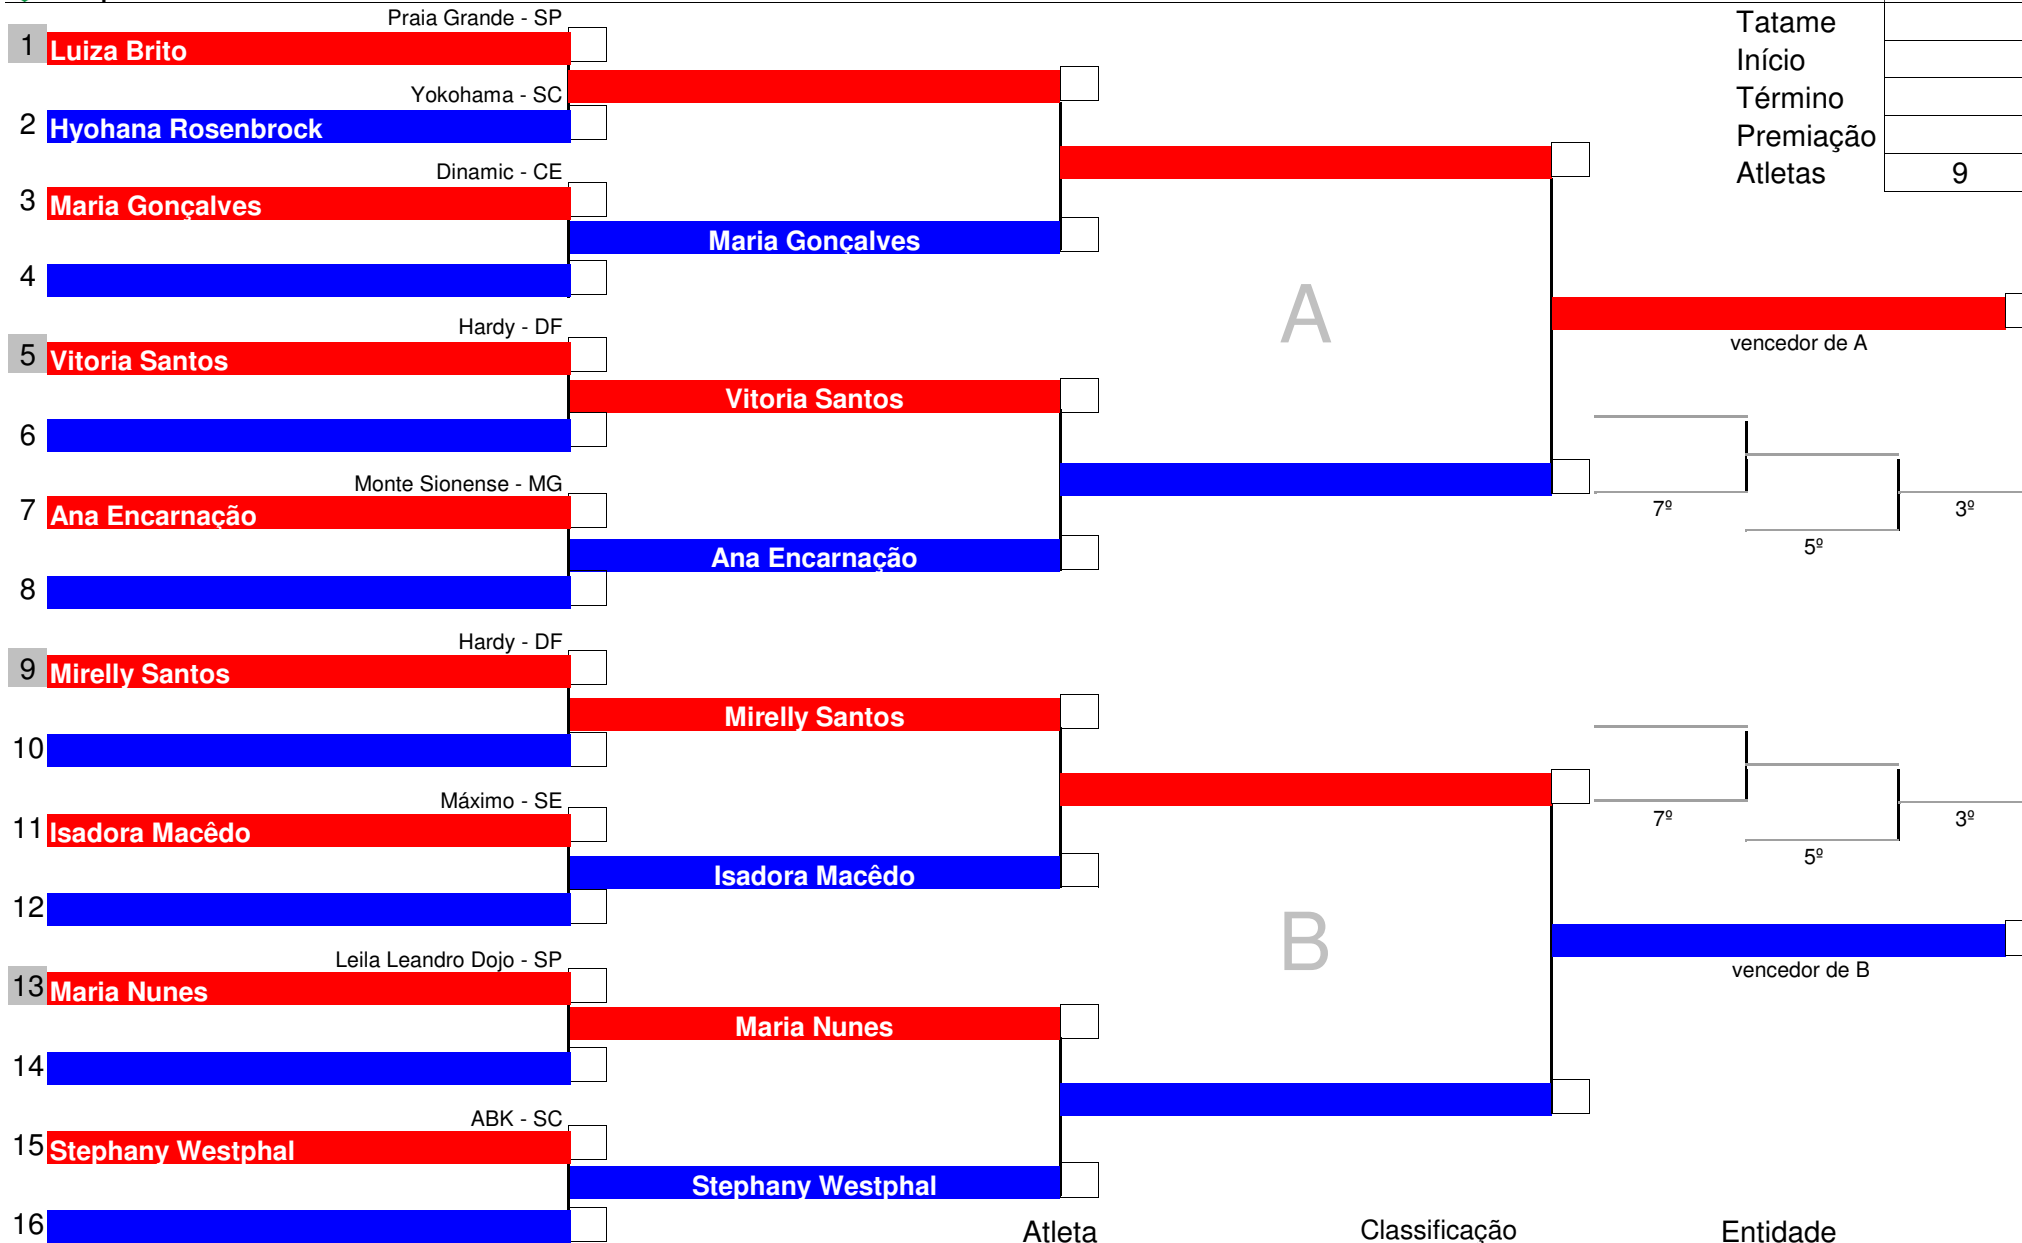 Praia Grande - SP
1 Luiza Brito
Yokohama - SC
2 Hyohana Rosenbrock
Dinamic - CE
3 Maria Gonçalves
Maria Gonçalves
4
Hardy - DF
5 Vitoria Santos
Vitoria Santos
6
Monte Sionense - MG
7 Ana Encarnação
Ana Encarnação
8
Hardy - DF
9 Mirelly Santos
Mirelly Santos
10
Máximo - SE
11 Isadora Macêdo
Isadora Macêdo
12
Leila Leandro Dojo - SP
13 Maria Nunes
Maria Nunes
14
ABK - SC
15 Stephany Westphal
Stephany Westphal
16
A
B
Tatame
Início
Término
Premiação
Atletas 9
vencedor de A
7º
5º
3º
7º
5º
3º
vencedor de B
Atleta Classificação Entidade